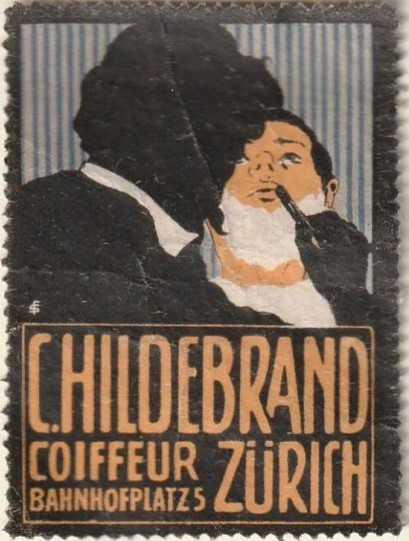 C. HILDEBRAND
COIFFEUR ZÜRICH
BAHNHOFPLATZ 5